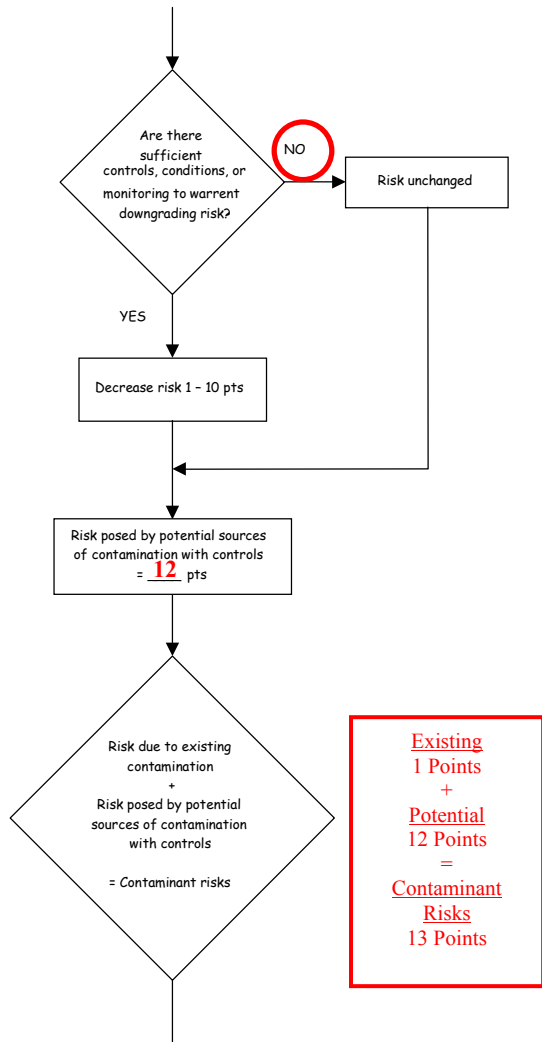 Are there
sufficient
controls, conditions, or
monitoring to warrent
downgrading risk?
NO
Risk unchanged
YES
Decrease risk 1 – 10 pts
Risk posed by potential sources
of contamination with controls
= 12 pts
Risk due to existing
contamination
+
Risk posed by potential
sources of contamination
with controls
= Contaminant risks
Existing
1 Points
+
Potential
12 Points
=
Contaminant
Risks
13 Points